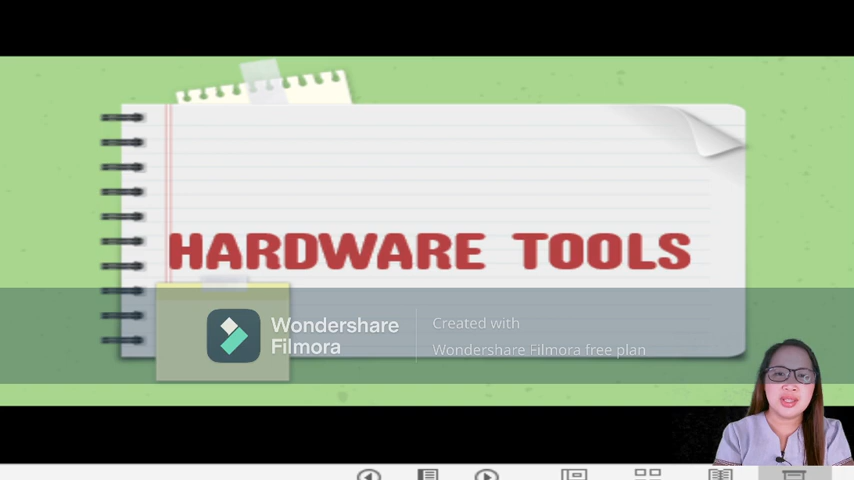 HARDWARE TOOLS
Wondershare
Filmora
Created with
Wondershare Filmora free plan